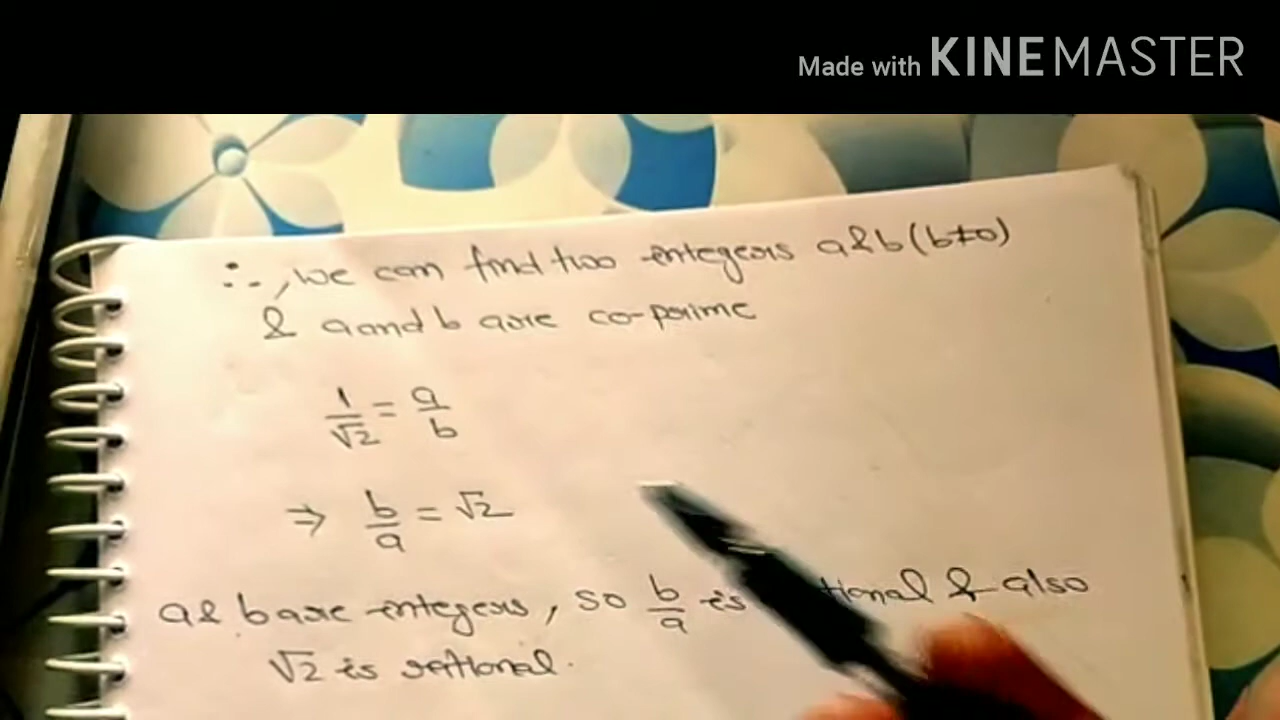 Made with KINEMASTER
∴, we can find two integers a & b (b≠0)
& a and b are co-prime
1/√2 = a/b
⇒ b/a = √2
a & b are integers, so b/a is & also
√2 is rational.